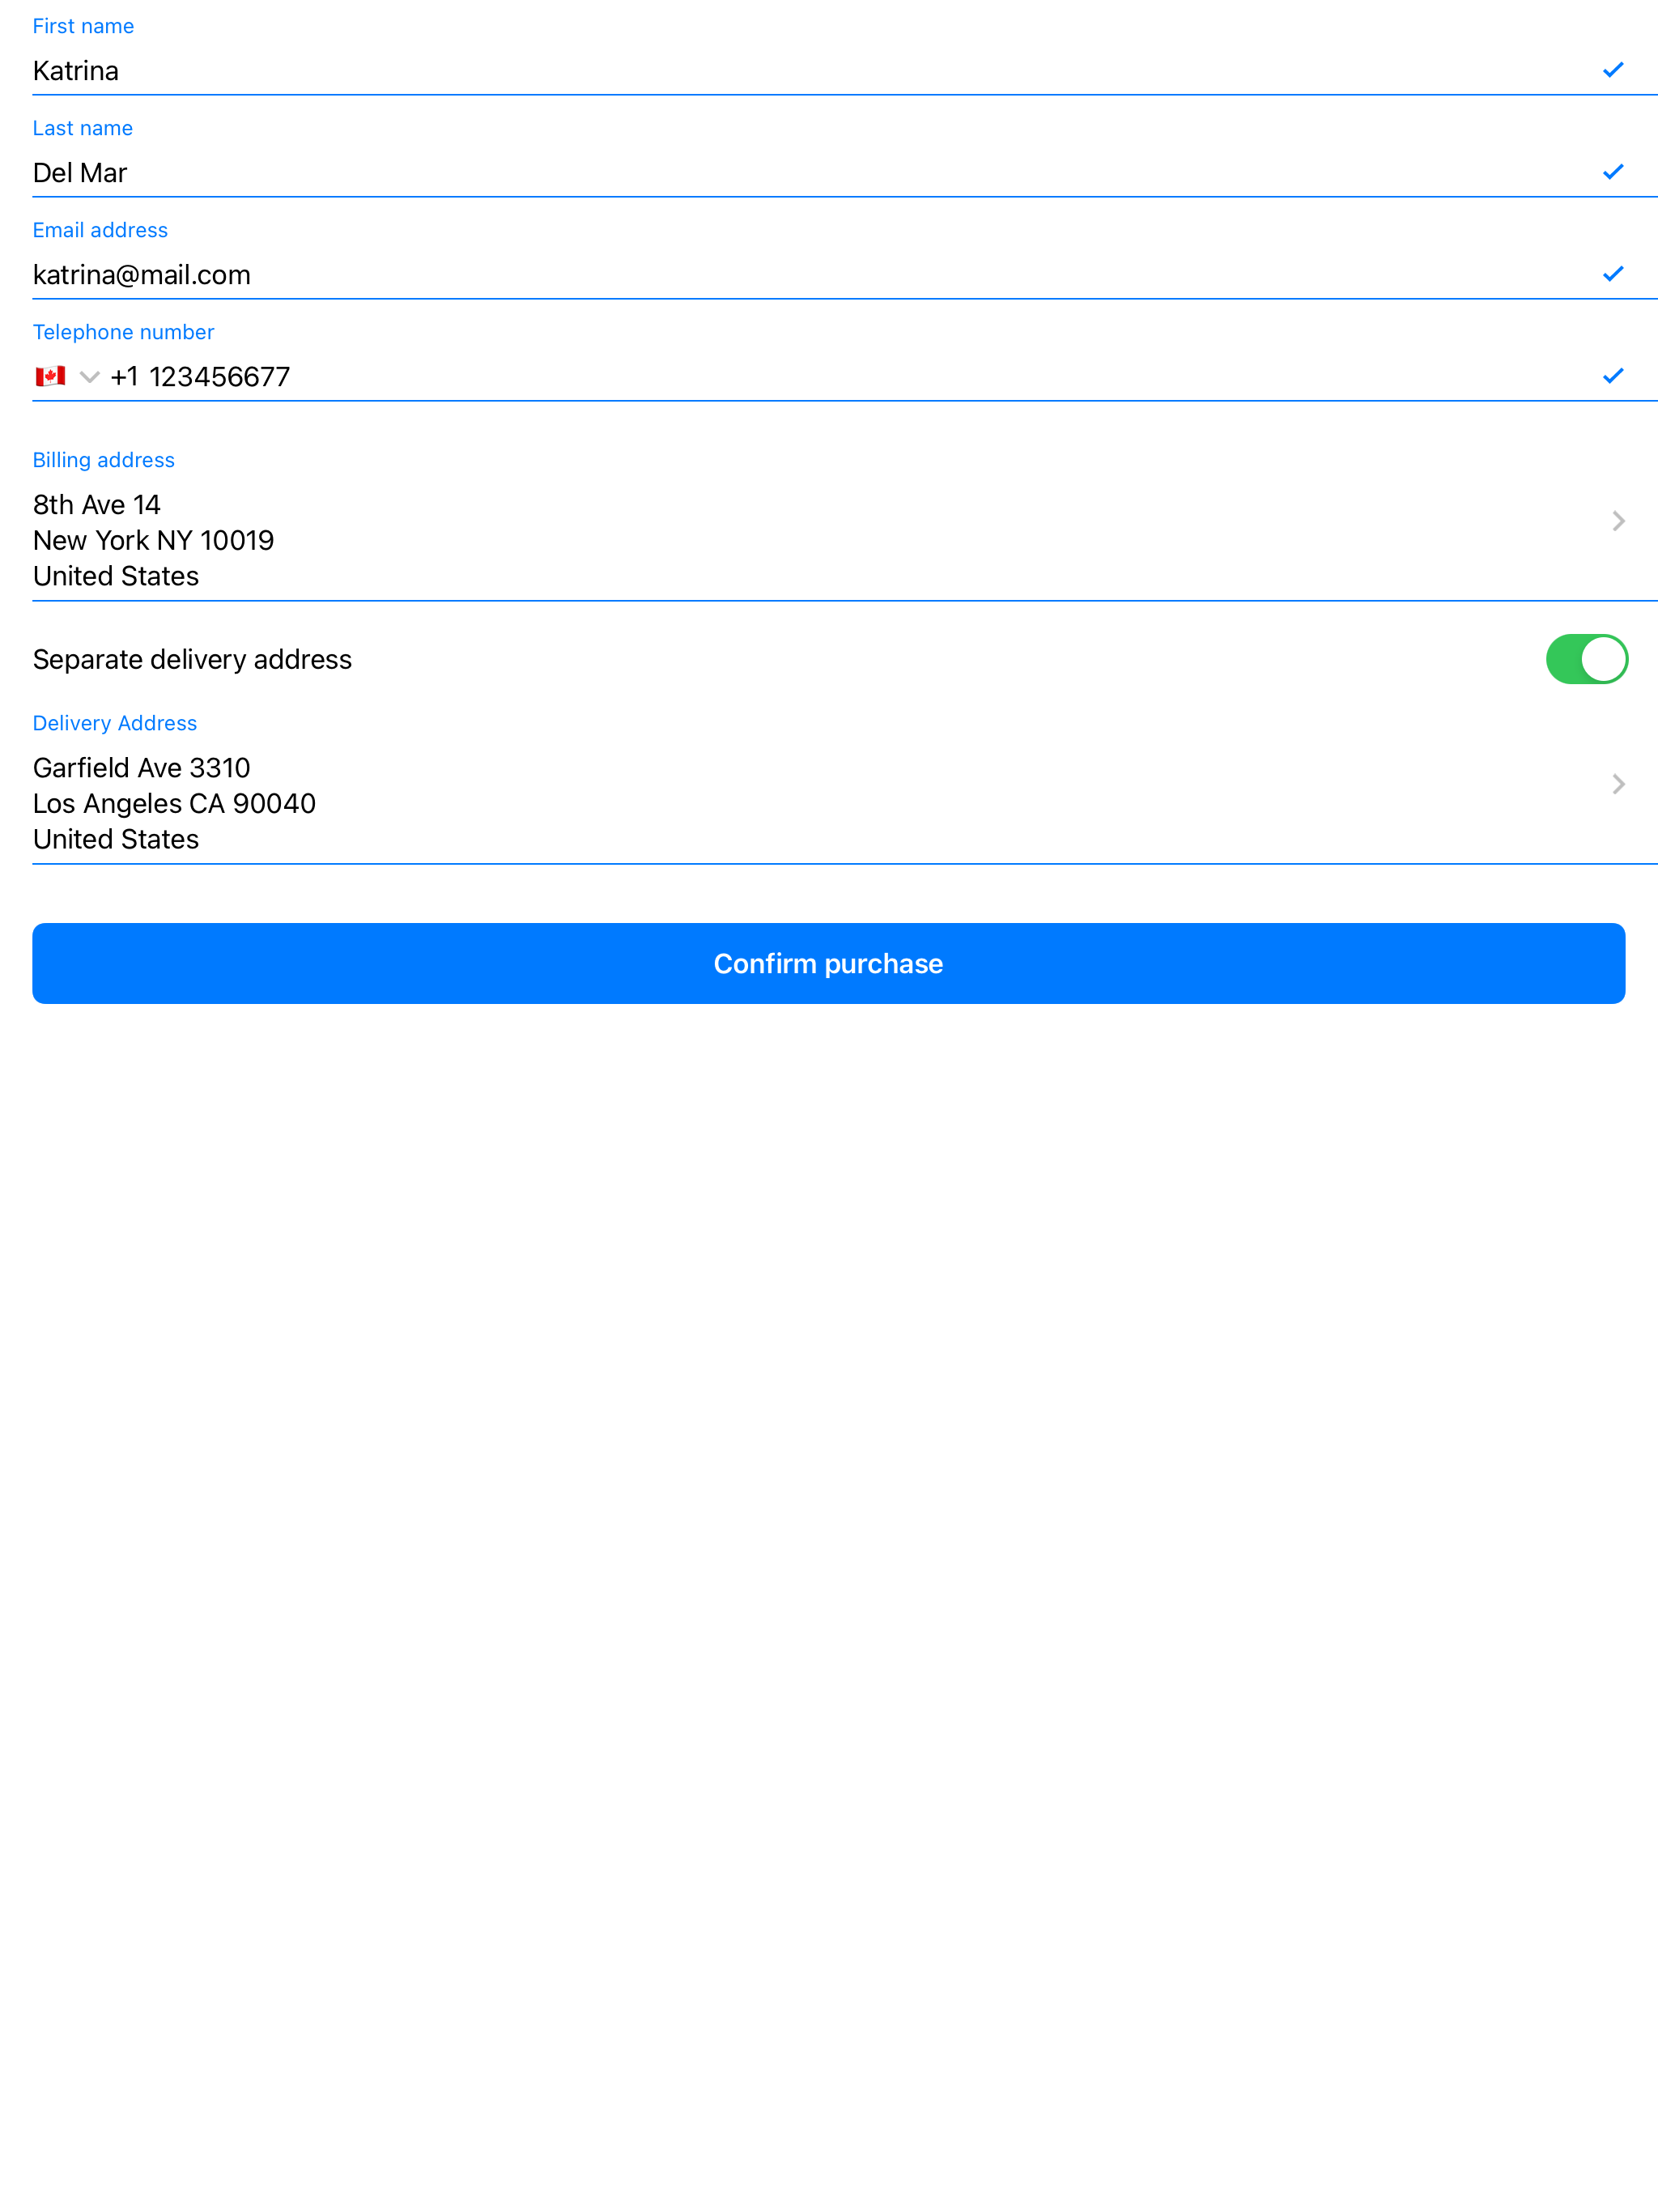 First name
Katrina
Last name
Del Mar
Email address
katrina@mail.com
Telephone number
+1 123456677
Billing address
8th Ave 14
New York NY 10019
United States
Separate delivery address
Delivery Address
Garfield Ave 3310
Los Angeles CA 90040
United States
Confirm purchase